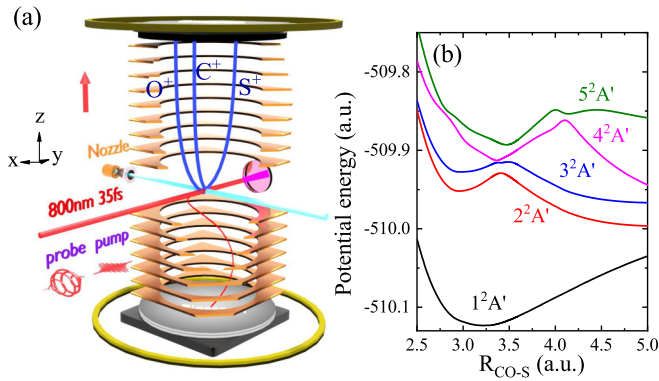 (a)
O⁺
C⁺
S⁺
z
x
y
Nozzle
800nm 35fs
probe pump
(b)
Potential energy (a.u.)
-509.8
-509.9
-510.0
-510.1
5²A'
4²A'
3²A'
2²A'
1²A'
2.5 3.0 3.5 4.0 4.5 5.0
R_CO-S (a.u.)